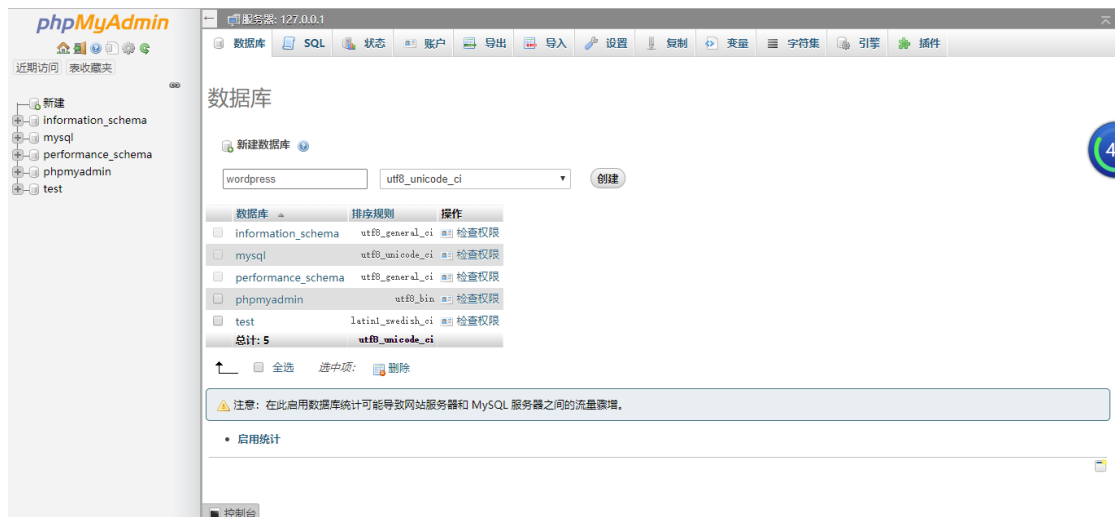 phpMyAdmin
近期访问 表收藏夹
新建
information_schema
mysql
performance_schema
phpmyadmin
test
服务器: 127.0.0.1
数据库 SQL 状态 账户 导出 导入 设置 复制 变量 字符集 引擎 插件
数据库
新建数据库
wordpress utf8_unicode_ci 创建
数据库 排序规则 操作
information_schema utf8_general_ci 检查权限
mysql utf8_unicode_ci 检查权限
performance_schema utf8_general_ci 检查权限
phpmyadmin utf8_bin 检查权限
test latin1_swedish_ci 检查权限
总计: 5 utf8_unicode_ci
全选 选中项: 删除
注意：在此启用数据库统计可能导致网站服务器和 MySQL 服务器之间的流量骤增。
启用统计
控制台
4